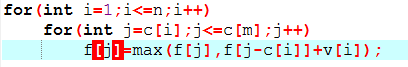 for(int i=1;i<=n;i++)
for(int j=c[i];j<=c[m];j++)
f[j]=max(f[j],f[j-c[i]]+v[i]);